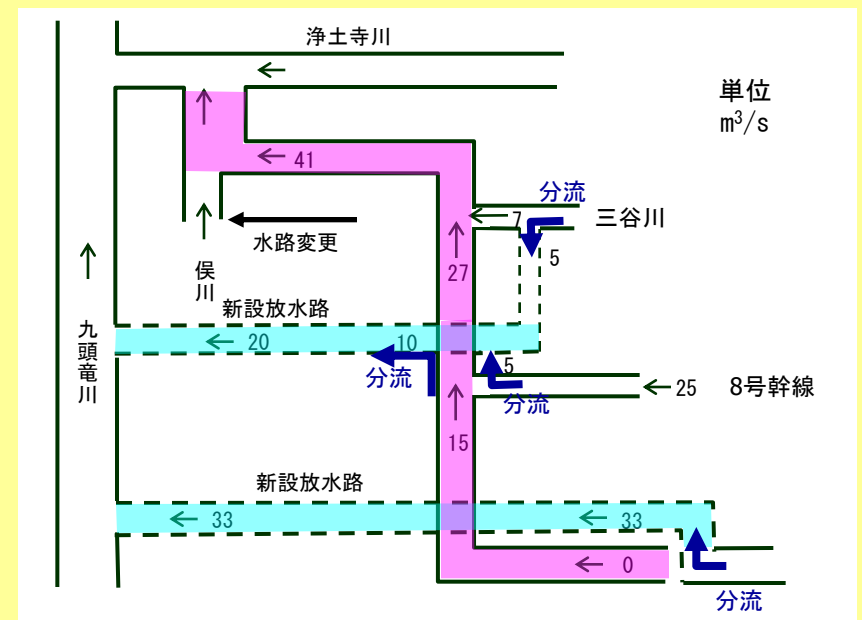 浄土寺川
単位
m³/s
41
分流
7
三谷川
水路変更
5
27
俣川
新設放水路
九頭竜川
20
10
5
分流
分流
25
8号幹線
15
新設放水路
33
33
0
分流